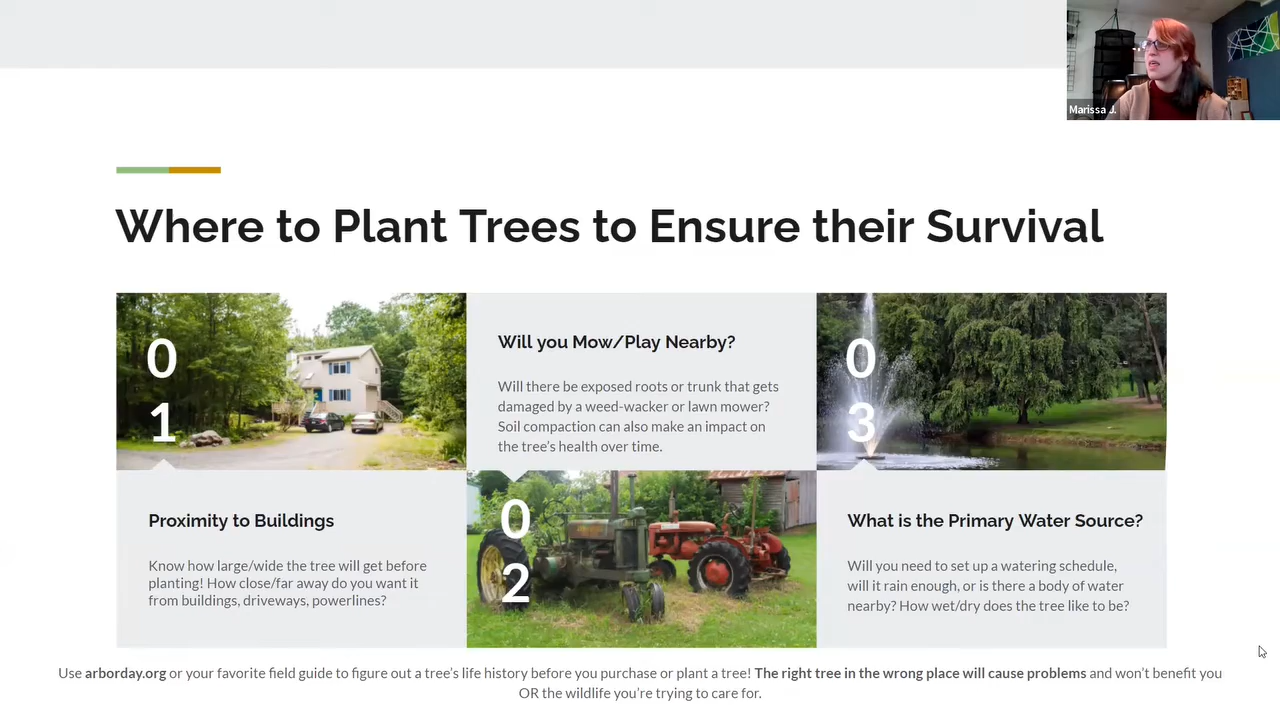 Marissa J.
Where to Plant Trees to Ensure their Survival
0
1
Proximity to Buildings
Know how large/wide the tree will get before
planting! How close/far away do you want it
from buildings, driveways, powerlines?
Will you Mow/Play Nearby?
Will there be exposed roots or trunk that gets
damaged by a weed-wacker or lawn mower?
Soil compaction can also make an impact on
the tree's health over time.
0
2
0
3
What is the Primary Water Source?
Will you need to set up a watering schedule,
will it rain enough, or is there a body of water
nearby? How wet/dry does the tree like to be?
Use arborday.org or your favorite field guide to figure out a tree's life history before you purchase or plant a tree! The right tree in the wrong place will cause problems and won't benefit you
OR the wildlife you're trying to care for.